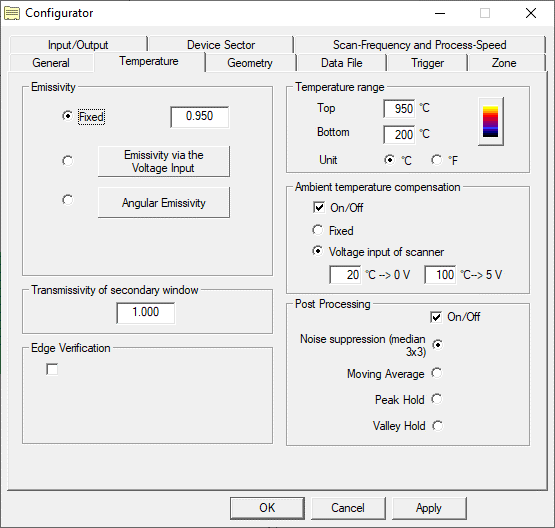 Configurator
Input/Output
Device Sector
Scan-Frequency and Process-Speed
General
Temperature
Geometry
Data File
Trigger
Zone
Emissivity
Fixed
0.950
Emissivity via the
Voltage Input
Angular Emissivity
Transmissivity of secondary window
1.000
Edge Verification
Temperature range
Top 950 °C
Bottom 200 °C
Unit °C °F
Ambient temperature compensation
On/Off
Fixed
Voltage input of scanner
20 °C --> 0 V 100 °C--> 5 V
Post Processing
On/Off
Noise suppression (median
3x3)
Moving Average
Peak Hold
Valley Hold
OK
Cancel
Apply